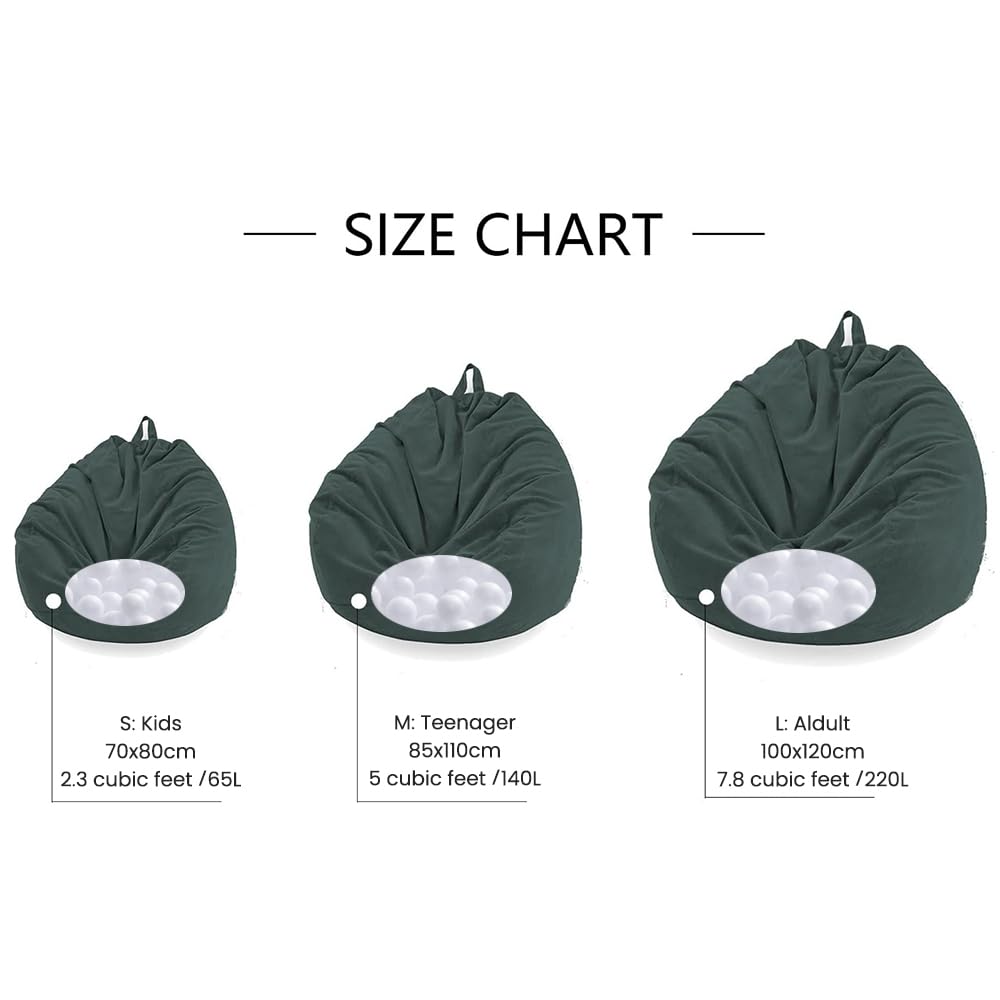 SIZE CHART
S: Kids
70x80cm
2.3 cubic feet /65L
M: Teenager
85x110cm
5 cubic feet /140L
L: Aldult
100x120cm
7.8 cubic feet /220L